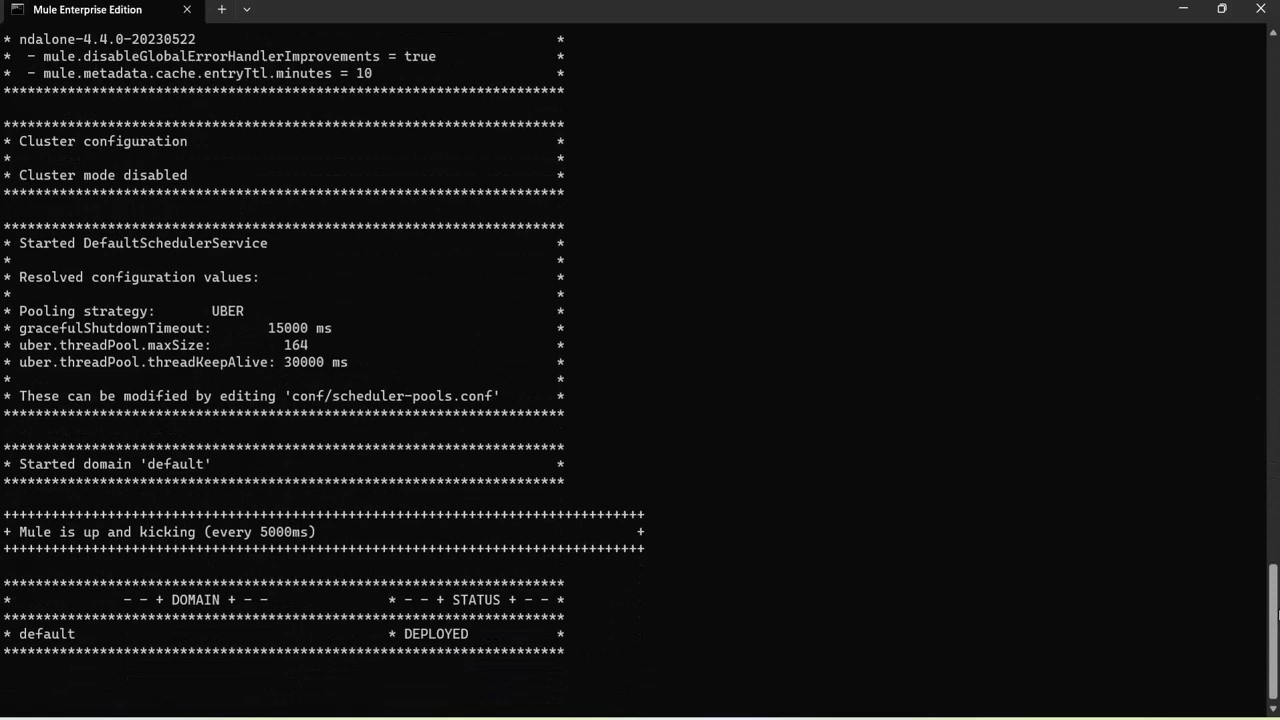 Mule Enterprise Edition
* ndalone-4.4.0-20230522 *
* - mule.disableGlobalErrorHandlerImprovements = true *
* - mule.metadata.cache.entryTtl.minutes = 10 *
**********************************************************************
**********************************************************************
* Cluster configuration *
* *
* Cluster mode disabled *
**********************************************************************
**********************************************************************
* Started DefaultSchedulerService *
* *
* Resolved configuration values: *
* *
* Pooling strategy: UBER *
* gracefulShutdownTimeout: 15000 ms *
* uber.threadPool.maxSize: 164 *
* uber.threadPool.threadKeepAlive: 30000 ms *
* *
* These can be modified by editing 'conf/scheduler-pools.conf' *
**********************************************************************
**********************************************************************
* Started domain 'default' *
**********************************************************************
++++++++++++++++++++++++++++++++++++++++++++++++++++++++++++++++++++++++++++++++
+ Mule is up and kicking (every 5000ms) +
++++++++++++++++++++++++++++++++++++++++++++++++++++++++++++++++++++++++++++++++
**********************************************************************
* - - + DOMAIN + - - * - - + STATUS + - - *
**********************************************************************
* default * DEPLOYED *
**********************************************************************